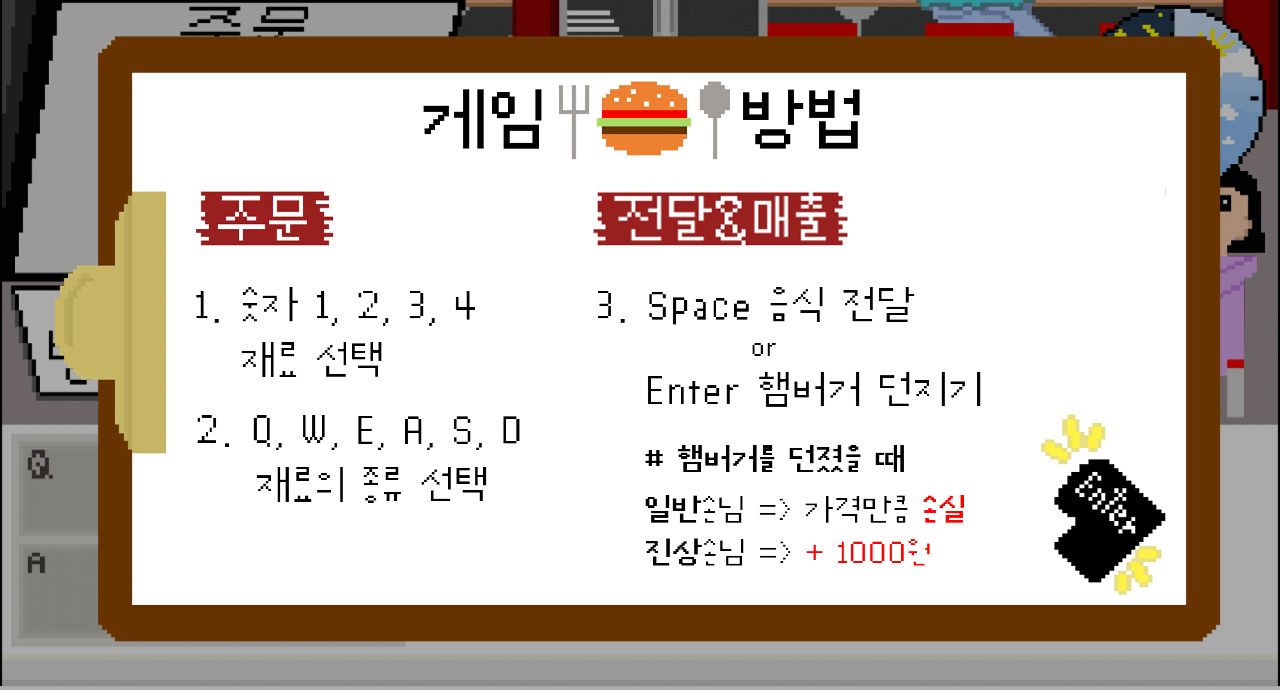 주문
게임 방법
주문
1. 숫자 1, 2, 3, 4
재료 선택
2. Q, W, E, A, S, D
재료의 종류 선택
전달&매출
3. Space 음식 전달
or
Enter 햄버거 던지기
# 햄버거를 던졌을 때
일반손님 => 가격만큼 손실
진상손님 => + 1000원
Q
A